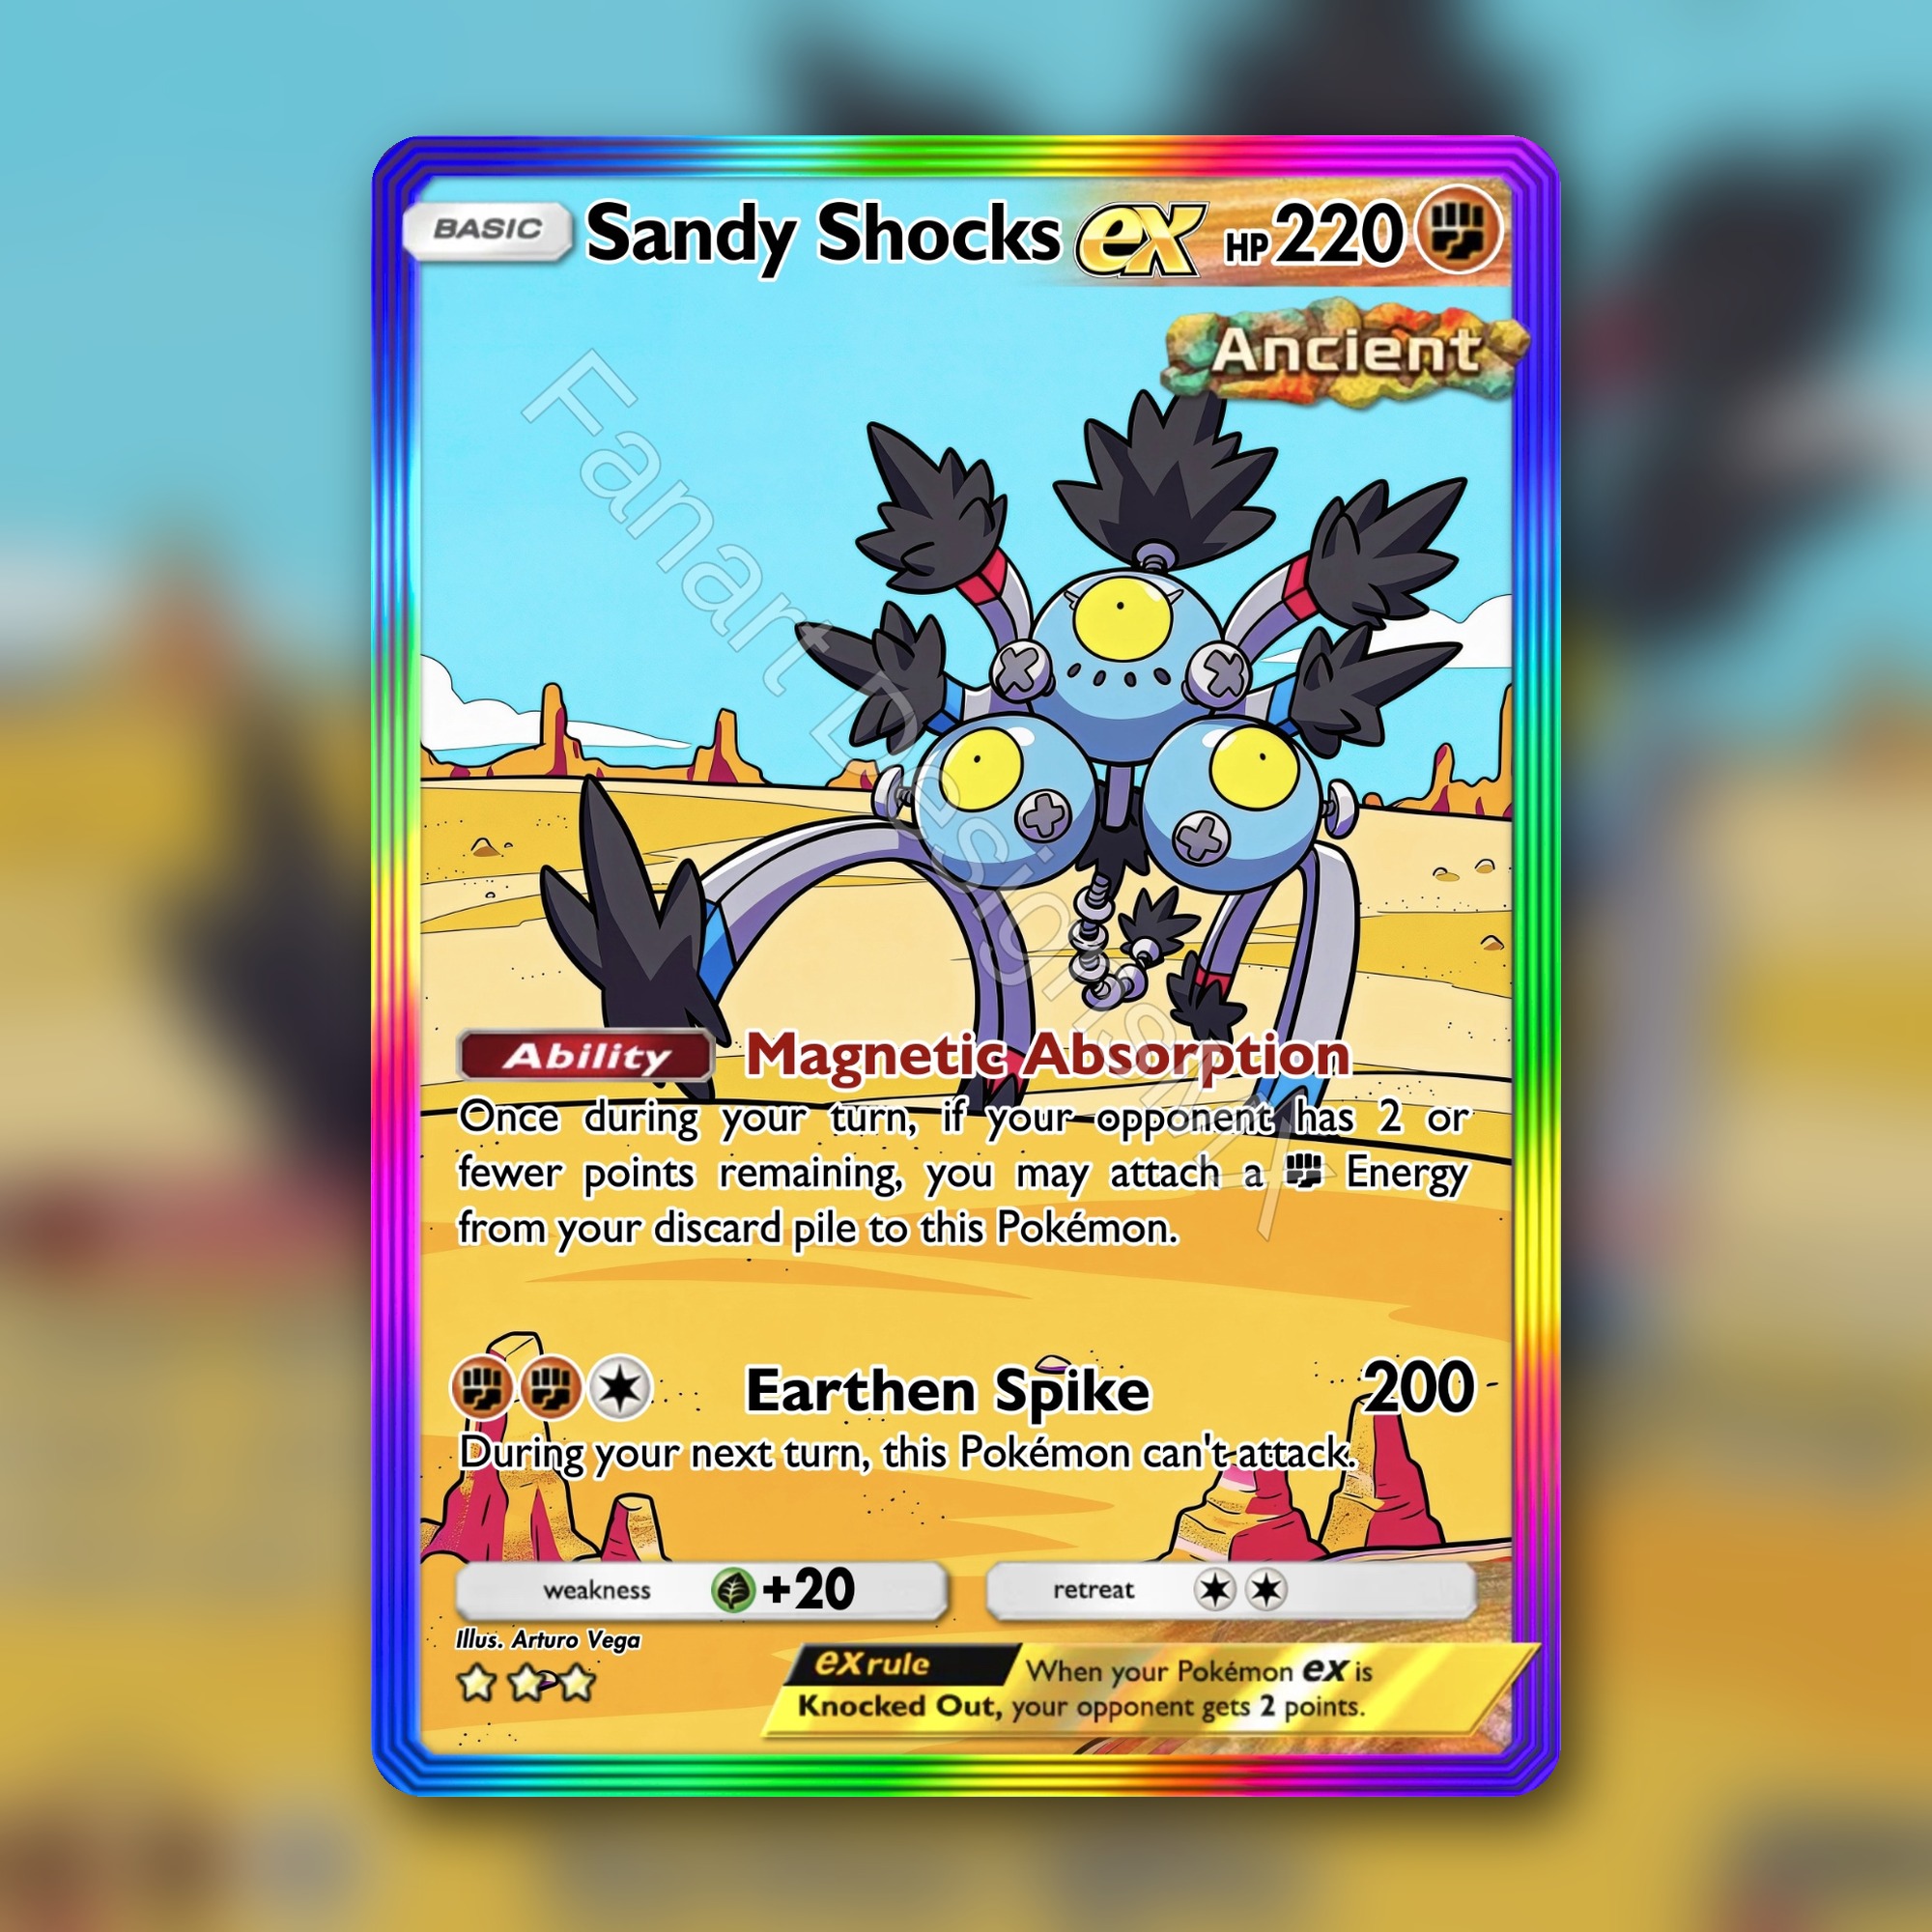 BASIC Sandy Shocks ex HP 220
Ancient
Fanart DesignsMX
Ability Magnetic Absorption
Once during your turn, if your opponent has 2 or
fewer points remaining, you may attach a Energy
from your discard pile to this Pokémon.
Earthen Spike 200
During your next turn, this Pokémon can't attack.
weakness +20 retreat
Illus. Arturo Vega
ex rule When your Pokémon ex is
Knocked Out, your opponent gets 2 points.